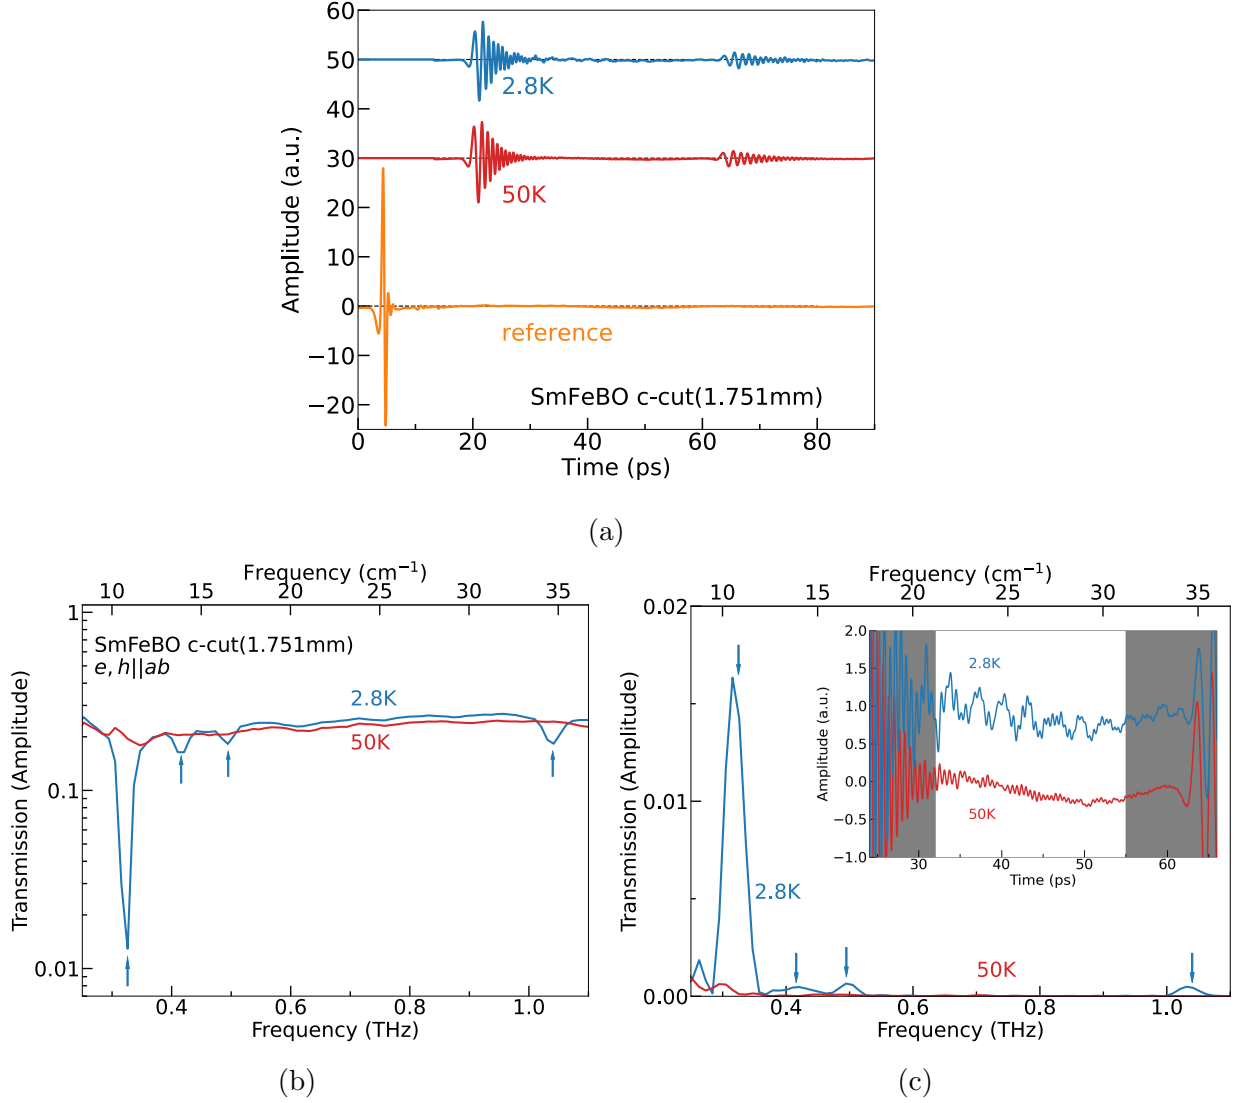 60
50
40
30
20
10
0
−10
−20
Amplitude (a.u.)
2.8K
50K
reference
SmFeBO c-cut(1.751mm)
0 20 40 60 80
Time (ps)
(a)
Frequency (cm⁻¹)
10 15 20 25 30 35
1
0.1
0.01
Transmission (Amplitude)
SmFeBO c-cut(1.751mm)
e, h||ab
2.8K
50K
0.4 0.6 0.8 1.0
Frequency (THz)
(b)
Frequency (cm⁻¹)
10 15 20 25 30 35
0.02
0.01
0.00
Transmission (Amplitude)
2.8K
50K
2.0
1.5
1.0
0.5
0.0
−0.5
−1.0
Amplitude (a.u.)
2.8K
50K
30 40 50 60
Time (ps)
0.4 0.6 0.8 1.0
Frequency (THz)
(c)